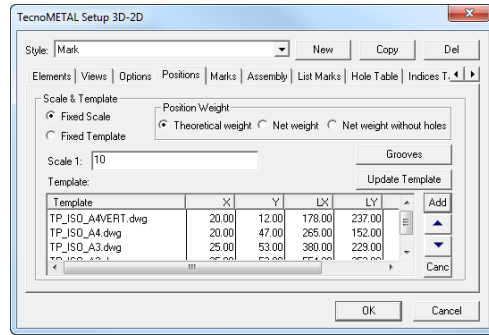 TecnoMETAL Setup 3D-2D
Style: Mark New Copy Del
Elements Views Options Positions Marks Assembly List Marks Hole Table Indices T
Scale & Template
Position Weight
Fixed Scale
Theoretical weight Net weight Net weight without holes
Fixed Template
Scale 1: 10 Grooves
Template: Update Template
Template X Y LX LY Add
TP_ISO_A4VERT.dwg 20.00 12.00 178.00 237.00
TP_ISO_A4.dwg 20.00 47.00 265.00 152.00
TP_ISO_A3.dwg 25.00 53.00 380.00 229.00
Canc
OK Cancel